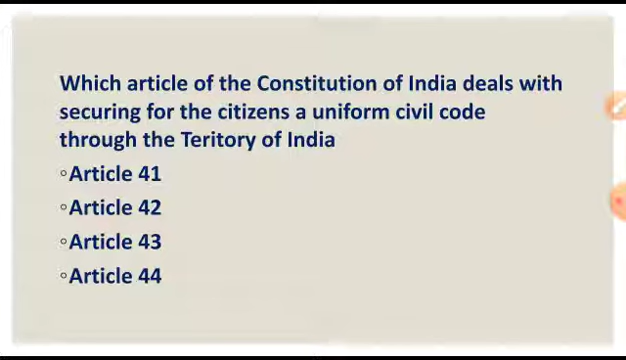 Which article of the Constitution of India deals with
securing for the citizens a uniform civil code
through the Teritory of India
◦Article 41
◦Article 42
◦Article 43
◦Article 44